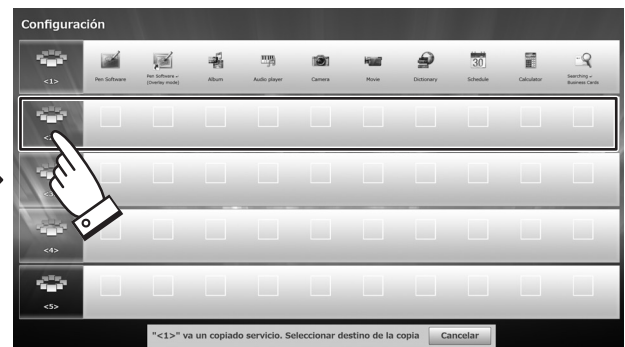 Configuración
<1>
Pen Software
Pen Software –
(Overlay mode)
Album
Audio player
Camera
Movie
Dictionary
30
Schedule
Calculator
Searching –
Business Cards
<4>
<5>
"<1>" va un copiado servicio. Seleccionar destino de la copia
Cancelar